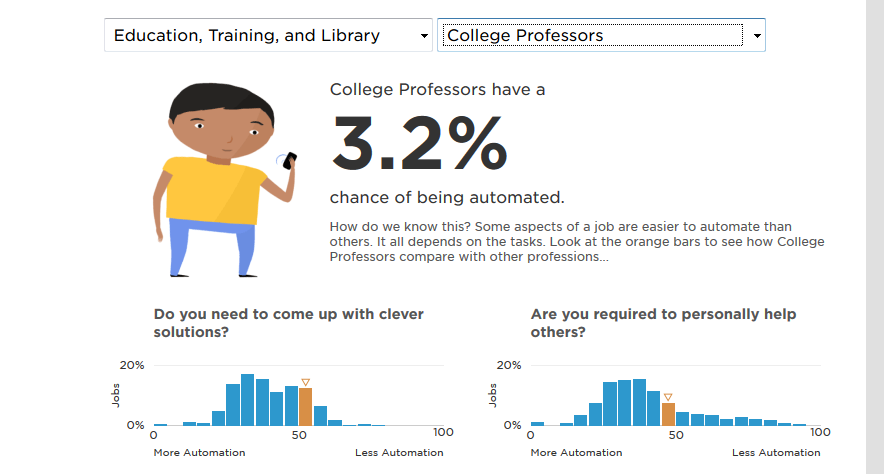 Education, Training, and Library
College Professors
College Professors have a
3.2%
chance of being automated.
How do we know this? Some aspects of a job are easier to automate than
others. It all depends on the tasks. Look at the orange bars to see how College
Professors compare with other professions...
Do you need to come up with clever
solutions?
20%
Jobs
0%
0
50
100
More Automation
Less Automation
Are you required to personally help
others?
20%
Jobs
0%
0
50
100
More Automation
Less Automation